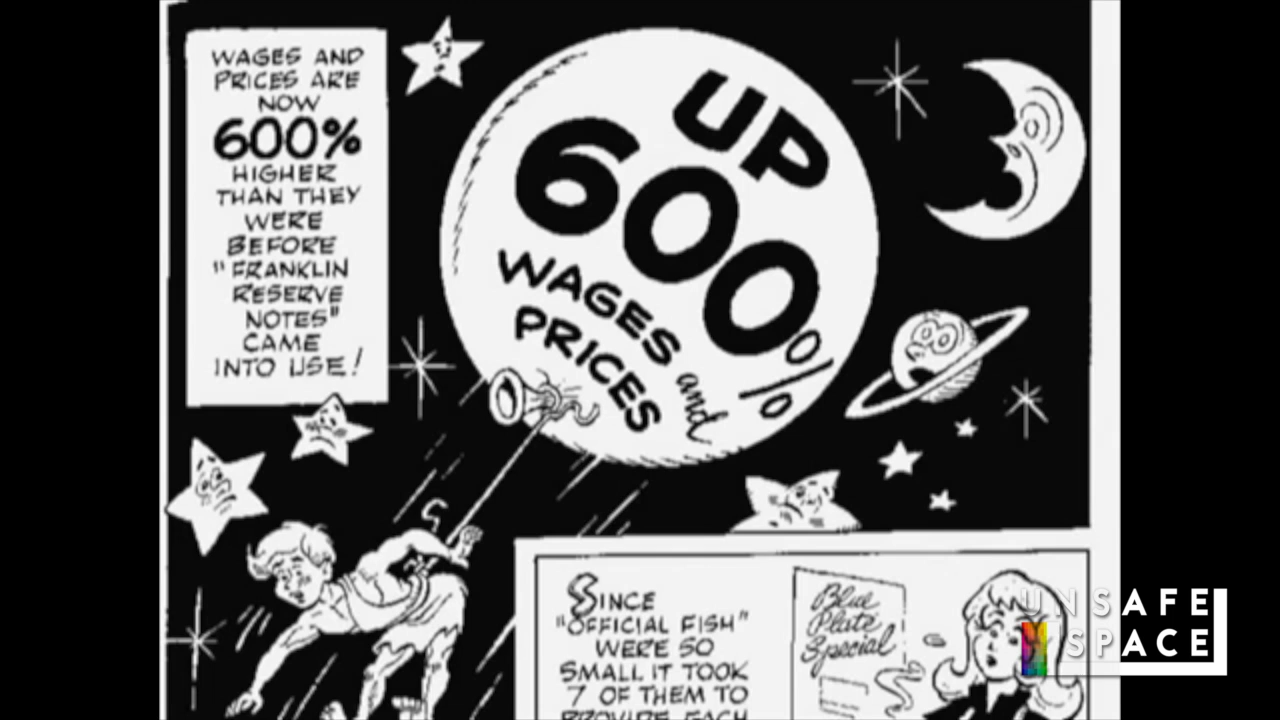 WAGES AND
PRICES ARE
NOW
600%
HIGHER
THAN THEY
WERE
BEFORE
"FRANKLIN
RESERVE
NOTES"
CAME
INTO USE!
UP
600%
WAGES and
PRICES
SINCE
"OFFICIAL FISH"
WERE SO
SMALL IT TOOK
7 OF THEM TO
PROVIDE EACH
Blue
Plate
Special
UNSAFE
SPACE